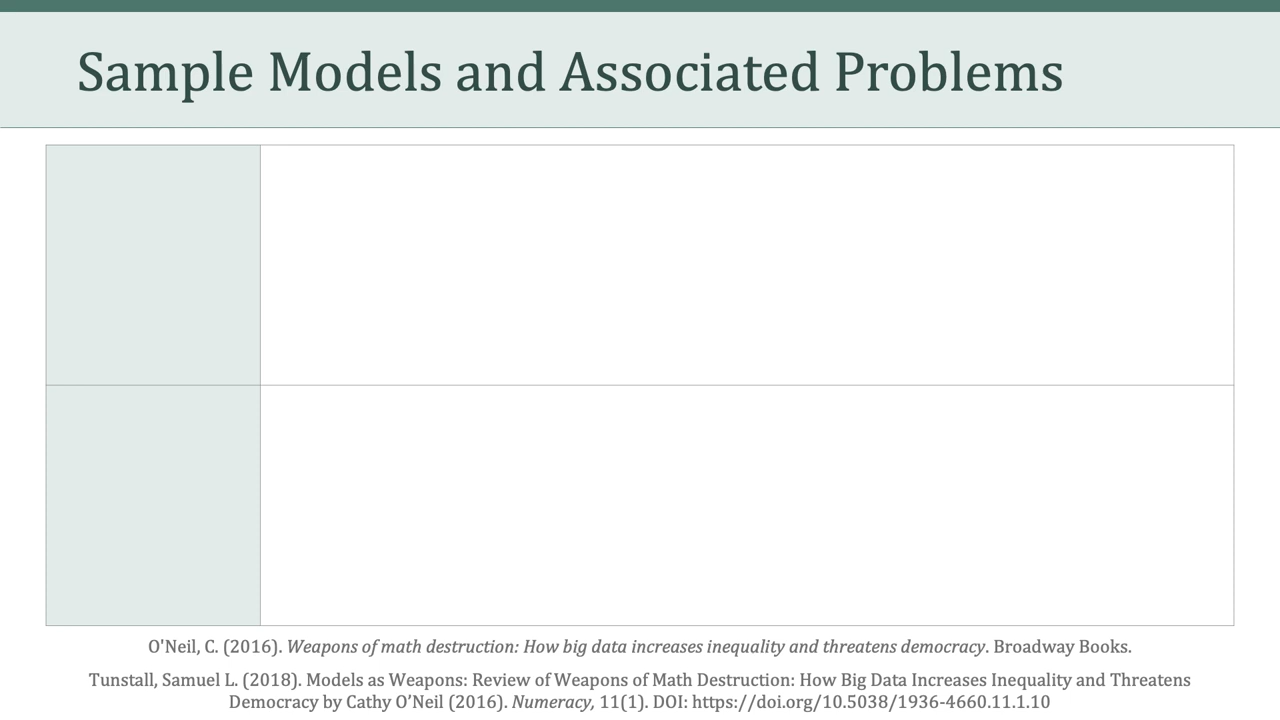 Sample Models and Associated Problems
O'Neil, C. (2016). Weapons of math destruction: How big data increases inequality and threatens democracy. Broadway Books.
Tunstall, Samuel L. (2018). Models as Weapons: Review of Weapons of Math Destruction: How Big Data Increases Inequality and Threatens
Democracy by Cathy O’Neil (2016). Numeracy, 11(1). DOI: https://doi.org/10.5038/1936-4660.11.1.10